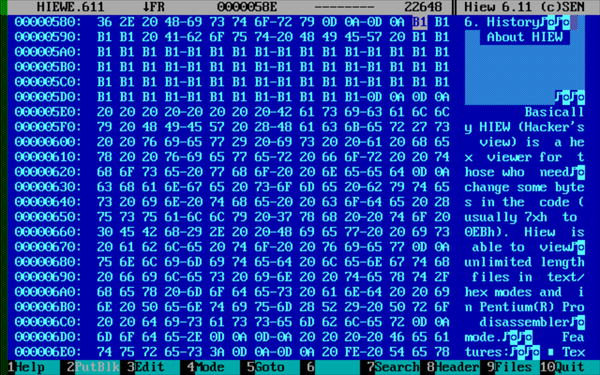 HIEWE.611 ↓FR 0000058E -------- 22648 Hiew 6.11 (c)SEN
00000580: 36 2E 20 48-69 73 74 6F-72 79 0D 0A-0D 0A B1 B1 6. History♪◙♪◙
00000590: B1 B1 20 41-62 6F 75 74-20 48 49 45-57 20 B1 B1 About HIEW
000005A0: B1 B1 B1 B1-B1 B1 B1 B1-B1 B1 B1 B1-B1 B1 B1 B1
000005B0: B1 B1 B1 B1-B1 B1 B1 B1-B1 B1 B1 B1-B1 B1 B1 B1
000005C0: B1 B1 B1 B1-B1 B1 B1 B1-B1 B1 B1 B1-B1 B1 B1 B1
000005D0: B1 B1 B1 B1-B1 B1 B1 B1-B1 B1 B1 B1-0D 0A 0D 0A ♪◙♪◙
000005E0: 20 20 20 20-20 20 20 20-42 61 73 69-63 61 6C 6C Basicall
000005F0: 79 20 48 49-45 57 20 28-48 61 63 6B-65 72 27 73 y HIEW (Hacker's
00000600: 20 20 76 69-65 77 29 20-69 73 20 20-61 20 68 65 view) is a he
00000610: 78 20 20 76-69 65 77 65-72 20 66 6F-72 20 20 74 x viewer for t
00000620: 68 6F 73 65-20 77 68 6F-20 20 6E 65-65 64 0D 0A hose who need♪◙
00000630: 63 68 61 6E-67 65 20 73-6F 6D 65 20-62 79 74 65 change some byte
00000640: 73 20 69 6E-20 74 68 65-20 20 63 6F-64 65 20 28 s in the code (
00000650: 75 73 75 61-6C 6C 79 20-37 78 68 20-20 74 6F 20 usually 7xh to
00000660: 30 45 42 68-29 2E 20 20-48 69 65 77-20 20 69 73 0EBh). Hiew is
00000670: 20 61 62 6C-65 20 74 6F-20 20 76 69-65 77 0D 0A able to view♪◙
00000680: 75 6E 6C 69-6D 69 74 65-64 20 6C 65-6E 67 74 68 unlimited length
00000690: 20 66 69 6C-65 73 20 69-6E 20 20 74-65 78 74 2F files in text/
000006A0: 68 65 78 20-6D 6F 64 65-73 20 61 6E-64 20 20 69 hex modes and i
000006B0: 6E 20 50 65-6E 74 69 75-6D 28 52 29-20 50 72 6F n Pentium(R) Pro
000006C0: 20 20 64 69-73 61 73 73-65 6D 62 6C-65 72 0D 0A disassembler♪◙
000006D0: 6D 6F 64 65-2E 0D 0A 0D-0A 20 20 20-20 46 65 61 mode.♪◙♪◙ Fea
000006E0: 74 75 72 65-73 3A 0D 0A-0D 0A 20 FE-20 54 65 78 tures:♪◙♪◙ ■ Tex
1Help 2PutBlk 3Edit 4Mode 5Goto 6 7Search 8Header 9Files 10Quit